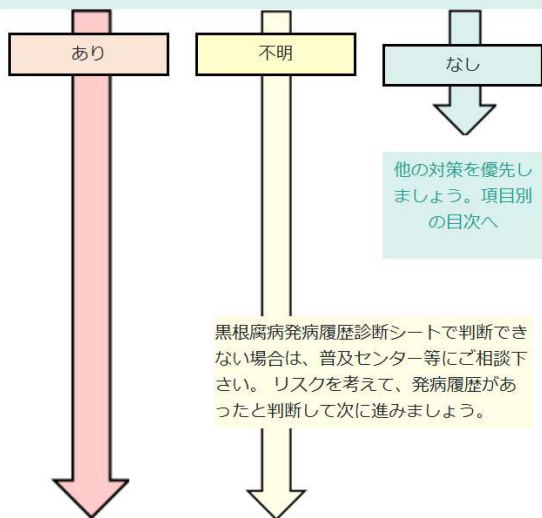 あり
不明
なし
他の対策を優先し
ましょう。項目別
の目次へ
黒根腐病発病履歴診断シートで判断でき
ない場合は、普及センター等にご相談下
さい。 リスクを考えて、発病履歴があ
ったと判断して次に進みましょう。